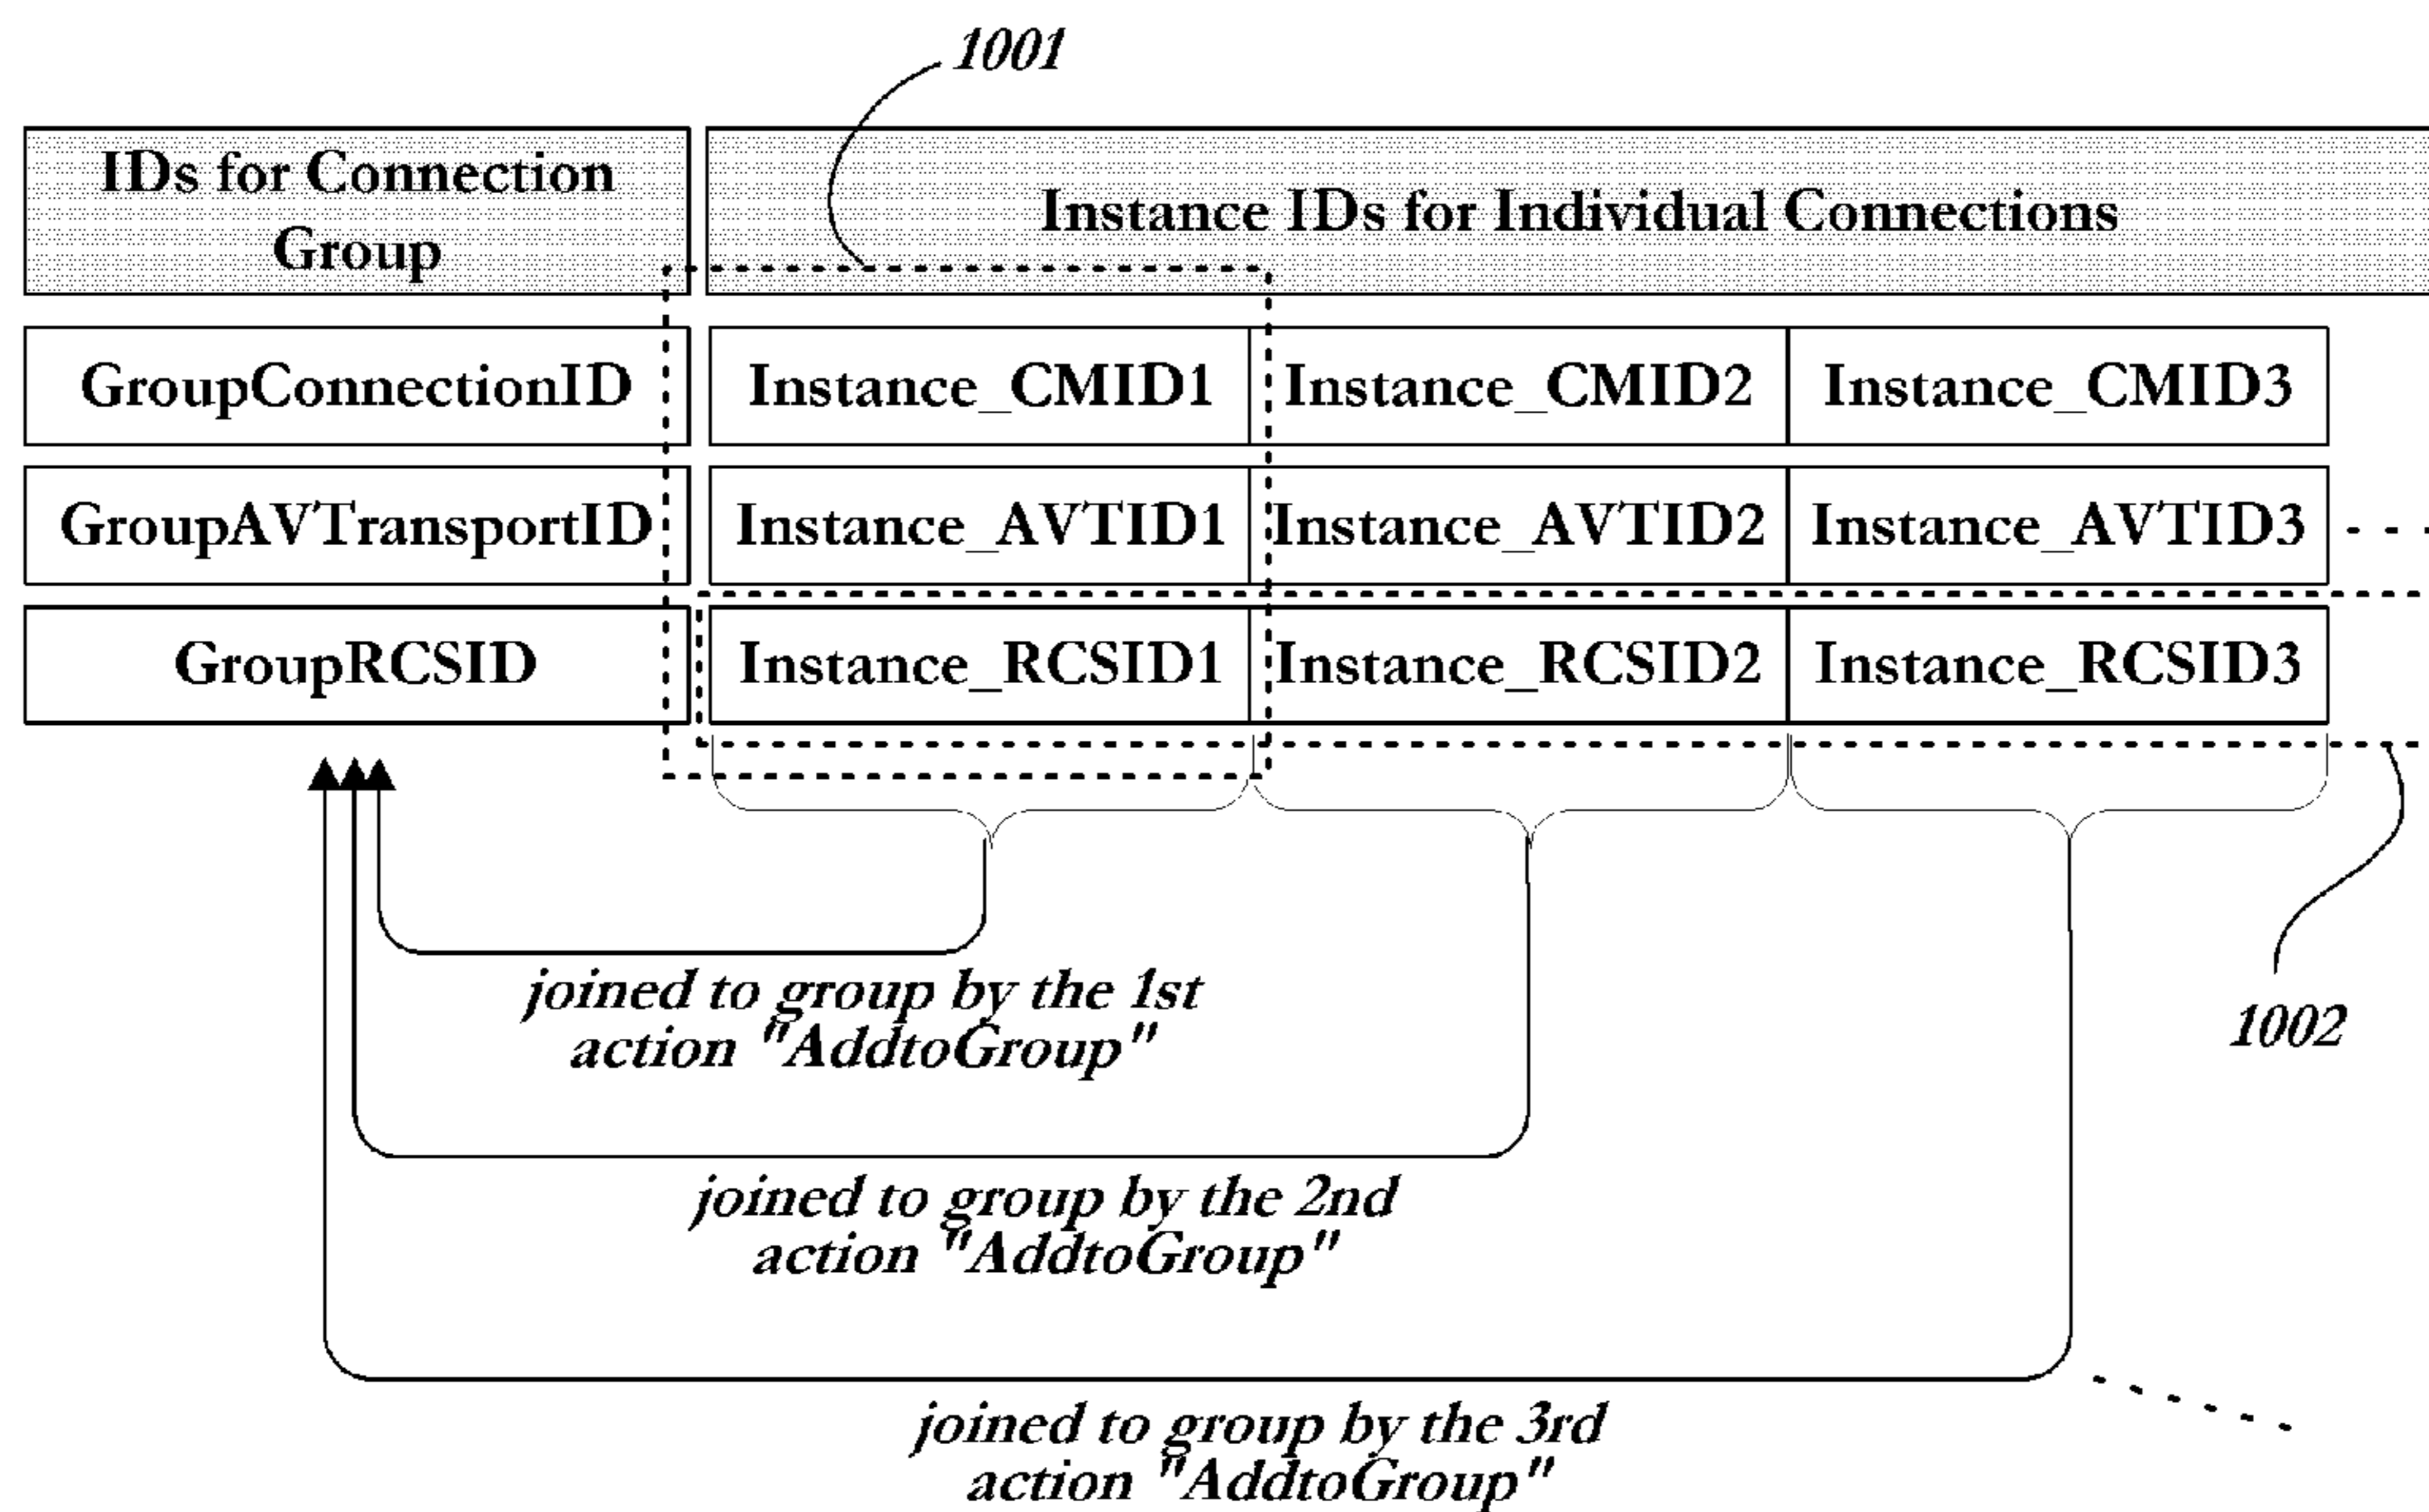 1001
IDs for Connection
Group
Instance IDs for Individual Connections
GroupConnectionID
Instance_CMID1
Instance_CMID2
Instance_CMID3
GroupAVTransportID
Instance_AVTID1
Instance_AVTID2
Instance_AVTID3
GroupRCSID
Instance_RCSID1
Instance_RCSID2
Instance_RCSID3
joined to group by the 1st
action "AddtoGroup"
1002
joined to group by the 2nd
action "AddtoGroup"
joined to group by the 3rd
action "AddtoGroup"